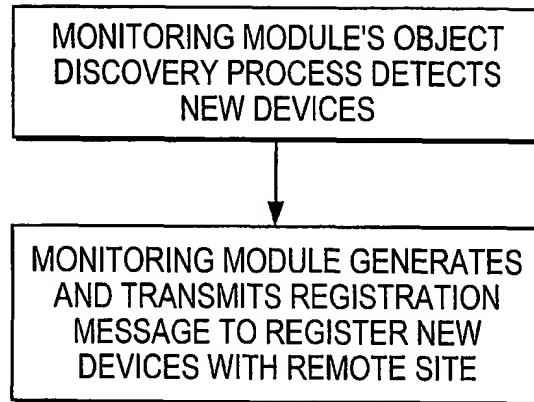 MONITORING MODULE'S OBJECT
DISCOVERY PROCESS DETECTS
NEW DEVICES
MONITORING MODULE GENERATES
AND TRANSMITS REGISTRATION
MESSAGE TO REGISTER NEW
DEVICES WITH REMOTE SITE